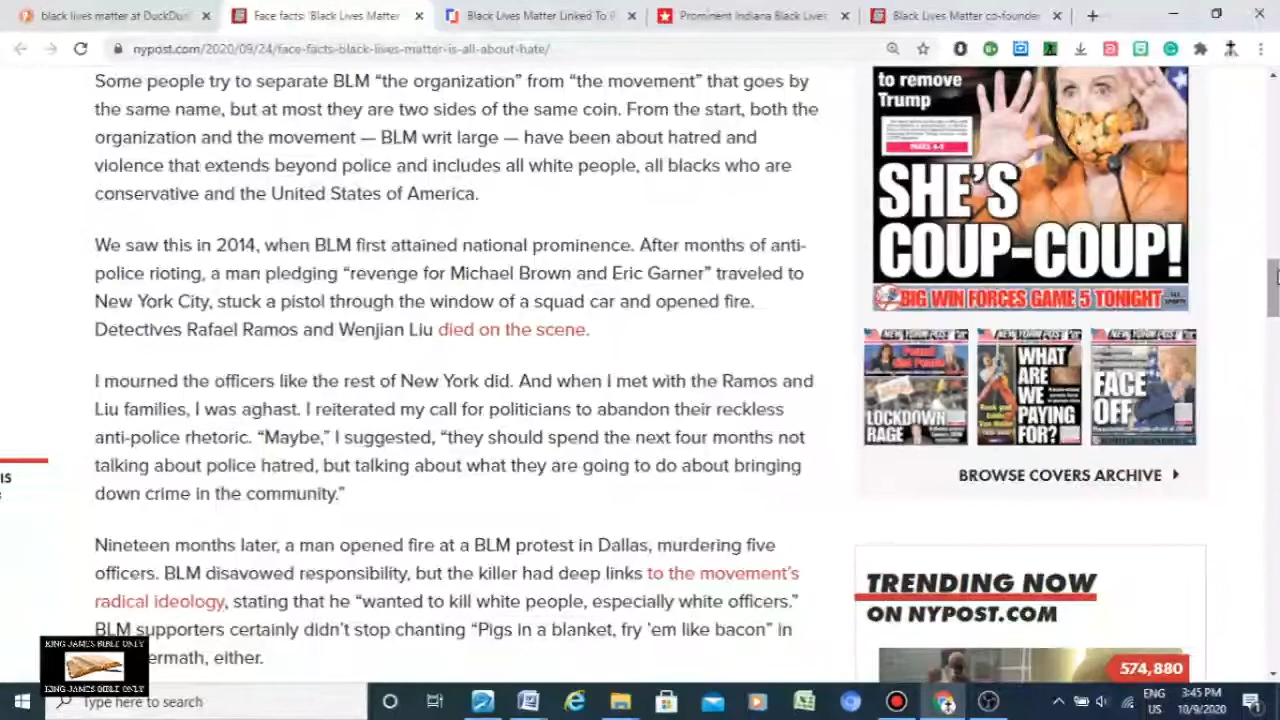 black lives matter at DuckDu
Face facts: Black Lives Matter
Black Lives Matter Linked To
Prominent Indiana Black Lives
Black Lives Matter co-founder
nypost.com/2020/09/24/face-facts-black-lives-matter-is-all-about-hate/
Some people try to separate BLM “the organization” from “the movement” that goes by
the same name, but at most they are two sides of the same coin. From the start, both the
organization and the movement — BLM writ large — have been about hatred and
violence that extends beyond police and includes all white people, all blacks who are
conservative and the United States of America.
We saw this in 2014, when BLM first attained national prominence. After months of anti-
police rioting, a man pledging “revenge for Michael Brown and Eric Garner” traveled to
New York City, stuck a pistol through the window of a squad car and opened fire.
Detectives Rafael Ramos and Wenjian Liu died on the scene.
I mourned the officers like the rest of New York did. And when I met with the Ramos and
Liu families, I was aghast. I reiterated my call for politicians to abandon their reckless
anti-police rhetoric. Maybe,” I suggested, they should spend the next four months not
talking about police hatred, but talking about what they are going to do about bringing
down crime in the community.”
Nineteen months later, a man opened fire at a BLM protest in Dallas, murdering five
officers. BLM disavowed responsibility, but the killer had deep links to the movement’s
radical ideology, stating that he “wanted to kill white people, especially white officers.”
BLM supporters certainly didn’t stop chanting “Pigs in a blanket, fry ’em like bacon” in
ermath, either.
IS
to remove
Trump
PAGES 4-5
SHE'S
COUP-COUP!
BIG WIN FORCES GAME 5 TONIGHT
LOCKDOWN
RAGE
WHAT
ARE
WE
PAYING
FOR?
FACE
OFF
BROWSE COVERS ARCHIVE
TRENDING NOW
ON NYPOST.COM
574,880
KING JAMES BIBLE ONLY
KING JAMES BIBLE ONLY
Type here to search
ENG
US
3:45 PM
10/9/2020